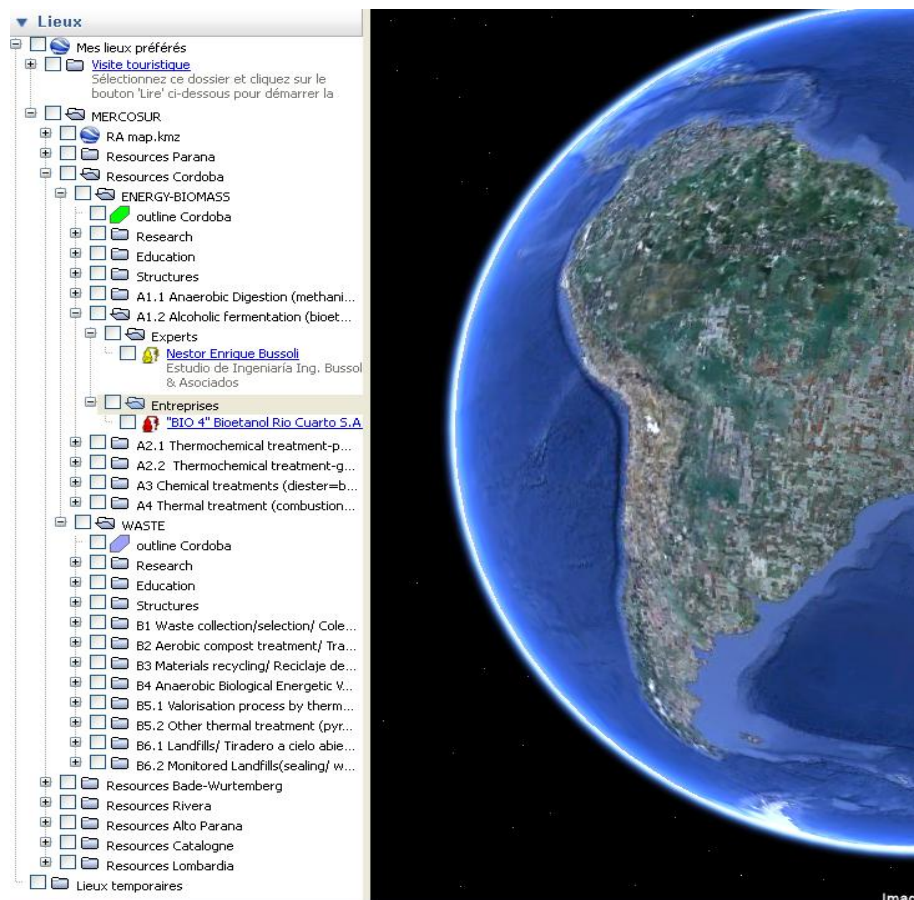 Lieux
Mes lieux préférés
Visite touristique
Sélectionnez ce dossier et cliquez sur le
bouton 'Lire' ci-dessous pour démarrer la
MERCOSUR
RA map.kmz
Resources Parana
Resources Cordoba
ENERGY-BIOMASS
outline Cordoba
Research
Education
Structures
A1.1 Anaerobic Digestion (methani...
A1.2 Alcoholic fermentation (bioet...
Experts
Nestor Enrique Bussoli
Estudio de Ingeniaria Ing. Bussol
& Asociados
Entreprises
"BIO 4" Bioetanol Rio Cuarto S.A
A2.1 Thermochemical treatment-p...
A2.2 Thermochemical treatment-g...
A3 Chemical treatments (diester=b...
A4 Thermal treatment (combustion...
WASTE
outline Cordoba
Research
Education
Structures
B1 Waste collection/selection/ Cole...
B2 Aerobic compost treatment/ Tra...
B3 Materials recycling/ Reciclaje de...
B4 Anaerobic Biological Energetic V...
B5.1 Valorisation process by therm...
B5.2 Other thermal treatment (pyr...
B6.1 Landfills/ Tiradero a cielo abie...
B6.2 Monitored Landfills(sealing/ w...
Resources Bade-Wurtemberg
Resources Rivera
Resources Alto Parana
Resources Catalogne
Resources Lombardia
Lieux temporaires
Imag